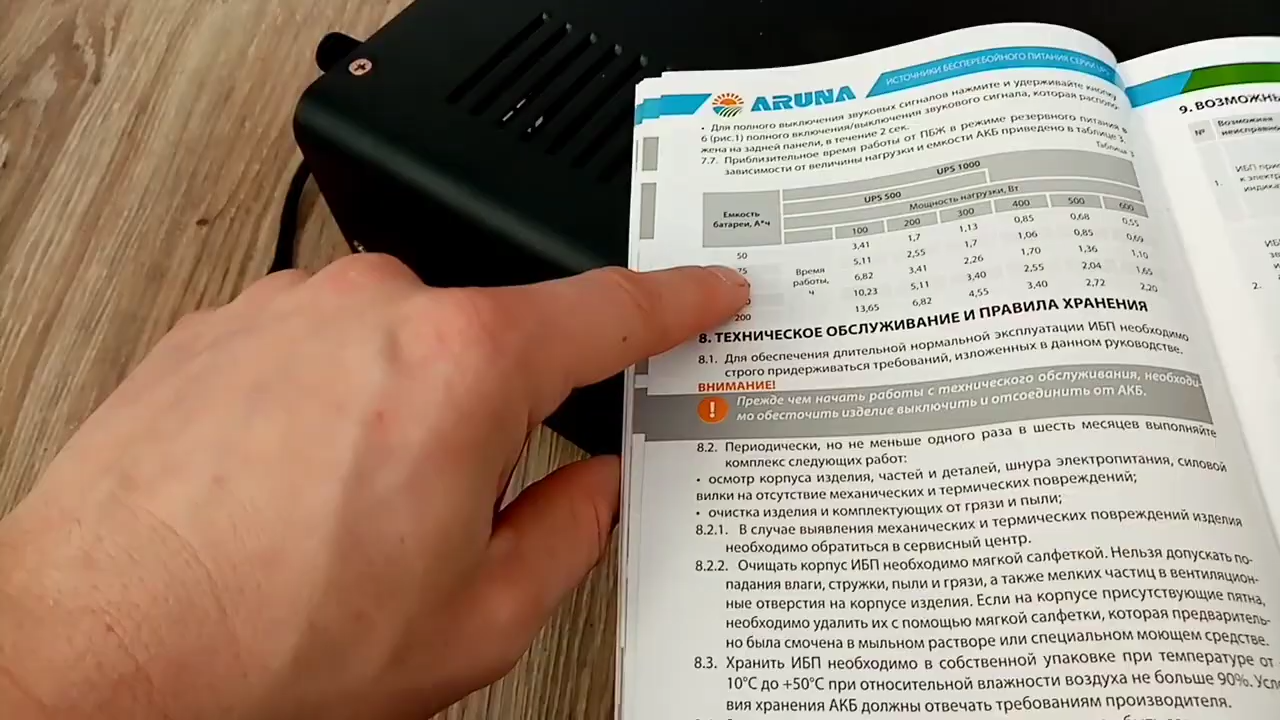 ARUNA
ИСТОЧНИКИ БЕСПЕРЕБОЙНОГО ПИТАНИЯ СЕРИИ UPS
• Для полного выключения звуковых сигналов нажмите и удерживайте кнопку
6 (рис.1) полного включения/выключения звукового сигнала, которая распол-
жена на задней панели, в течение 2 сек.
7.7. Приблизительное время работы от ПБЖ в режиме резервного питания в
зависимости от величины нагрузки и емкости АКБ приведено в таблице 3.
Таблица 3
Емкость батареи, А*ч
UPS 500
UPS 1000
Мощность нагрузки, Вт
100 200 300 400 500 600
Время работы, ч
50 3,41 1,7 1,13 0,85 0,68 0,55
75 5,11 2,55 1,7 1,06 0,85 0,69
6,82 3,41 2,26 1,70 1,36 1,10
10,23 5,11 3,40 2,55 2,04 1,65
200 13,65 6,82 4,55 3,40 2,72 2,20
8. ТЕХНИЧЕСКОЕ ОБСЛУЖИВАНИЕ И ПРАВИЛА ХРАНЕНИЯ
8.1. Для обеспечения длительной нормальной эксплуатации ИБП необходимо
строго придерживаться требований, изложенных в данном руководстве.
ВНИМАНИЕ!
Прежде чем начать работы с технического обслуживания, необходи-
мо обесточить изделие выключить и отсоединить от АКБ.
8.2. Периодически, но не меньше одного раза в шесть месяцев выполняйте
комплекс следующих работ:
• осмотр корпуса изделия, частей и деталей, шнура электропитания, силовой
вилки на отсутствие механических и термических повреждений;
• очистка изделия и комплектующих от грязи и пыли;
8.2.1. В случае выявления механических и термических повреждений изделия
необходимо обратиться в сервисный центр.
8.2.2. Очищать корпус ИБП необходимо мягкой салфеткой. Нельзя допускать по-
падания влаги, стружки, пыли и грязи, а также мелких частиц в вентиляцион-
ные отверстия на корпусе изделия. Если на корпусе присутствующие пятна,
необходимо удалить их с помощью мягкой салфетки, которая предваритель-
но была смочена в мыльном растворе или специальном моющем средстве.
8.3. Хранить ИБП необходимо в собственной упаковке при температуре от
10°С до +50°С при относительной влажности воздуха не больше 90%.
вия хранения АКБ должны отвечать требованиям производителя.
9. ВОЗМОЖНЫ
№
Возможная
неисправно
1.
ИБП при
к электр
индика
2.